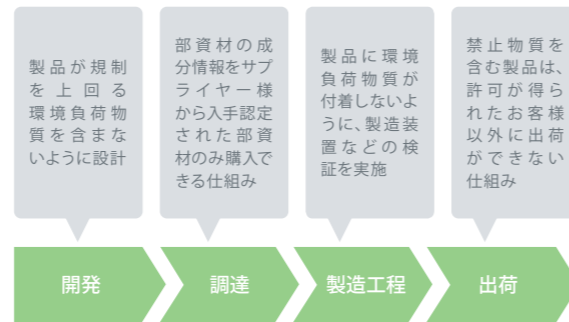 製品が規制
を上回る
環境負荷物
質を含まな
いように設計
部資材の成
分情報をサプ
ライヤー様
から入手認定
された部資
材のみ購入で
きる仕組み
製品に環境
負荷物質が
付着しないよ
うに、製造装
置などの検
証を実施
禁止物質を
含む製品は、
許可が得ら
れたお客様
以外に出荷
ができない
仕組み
開発
調達
製造工程
出荷